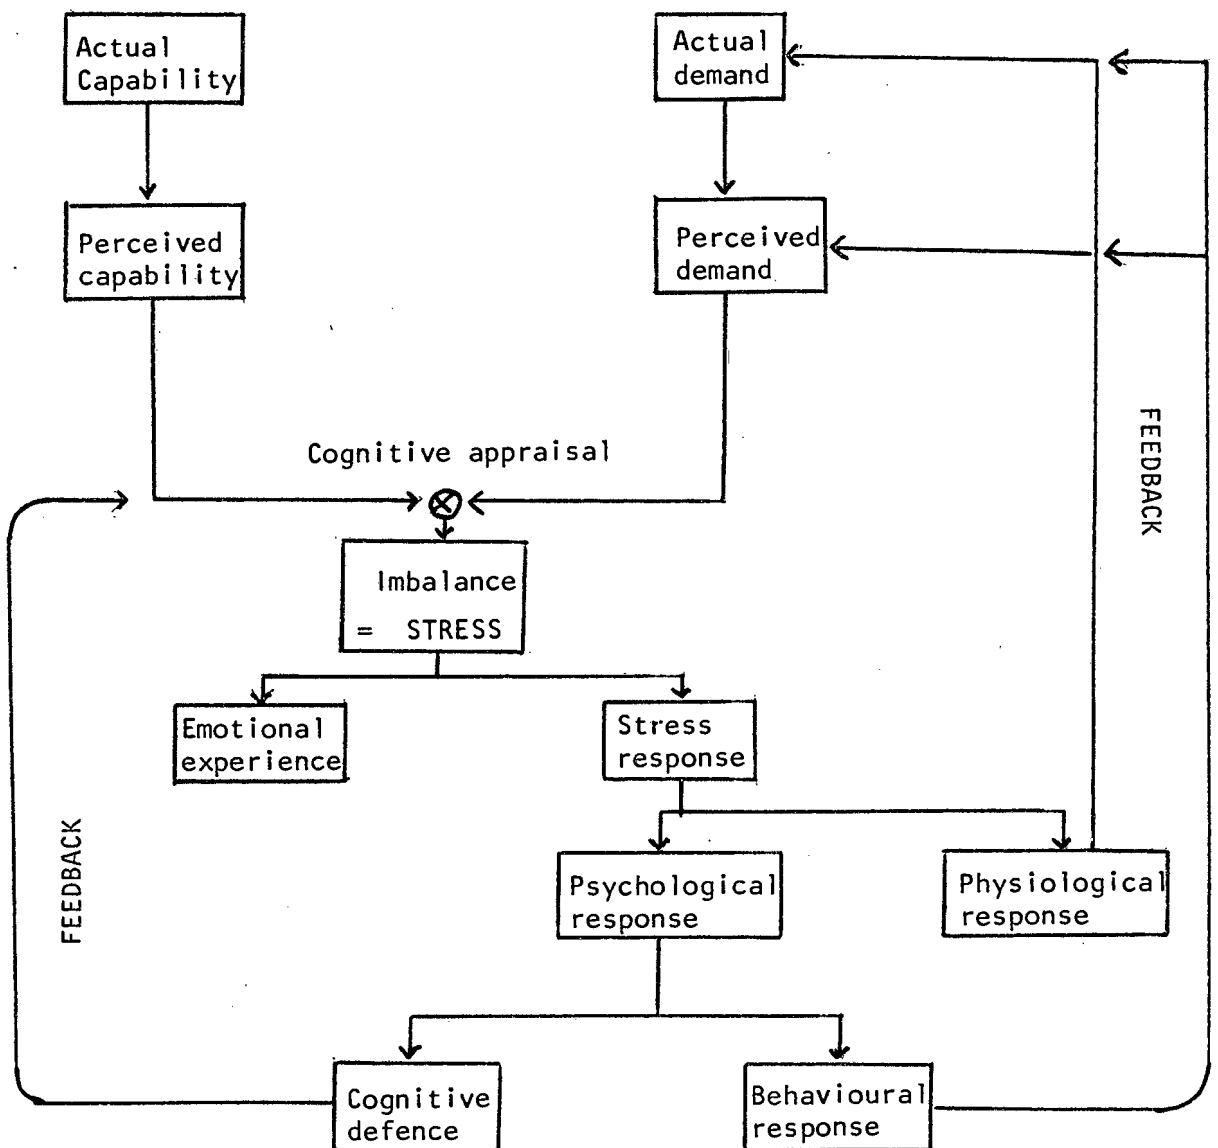 Actual
Capability
Actual
demand
Perceived
capability
Perceived
demand
Cognitive appraisal
FEEDBACK
Imbalance
= STRESS
Emotional
experience
Stress
response
FEEDBACK
Psychological
response
Physiological
response
Cognitive
defence
Behavioural
response